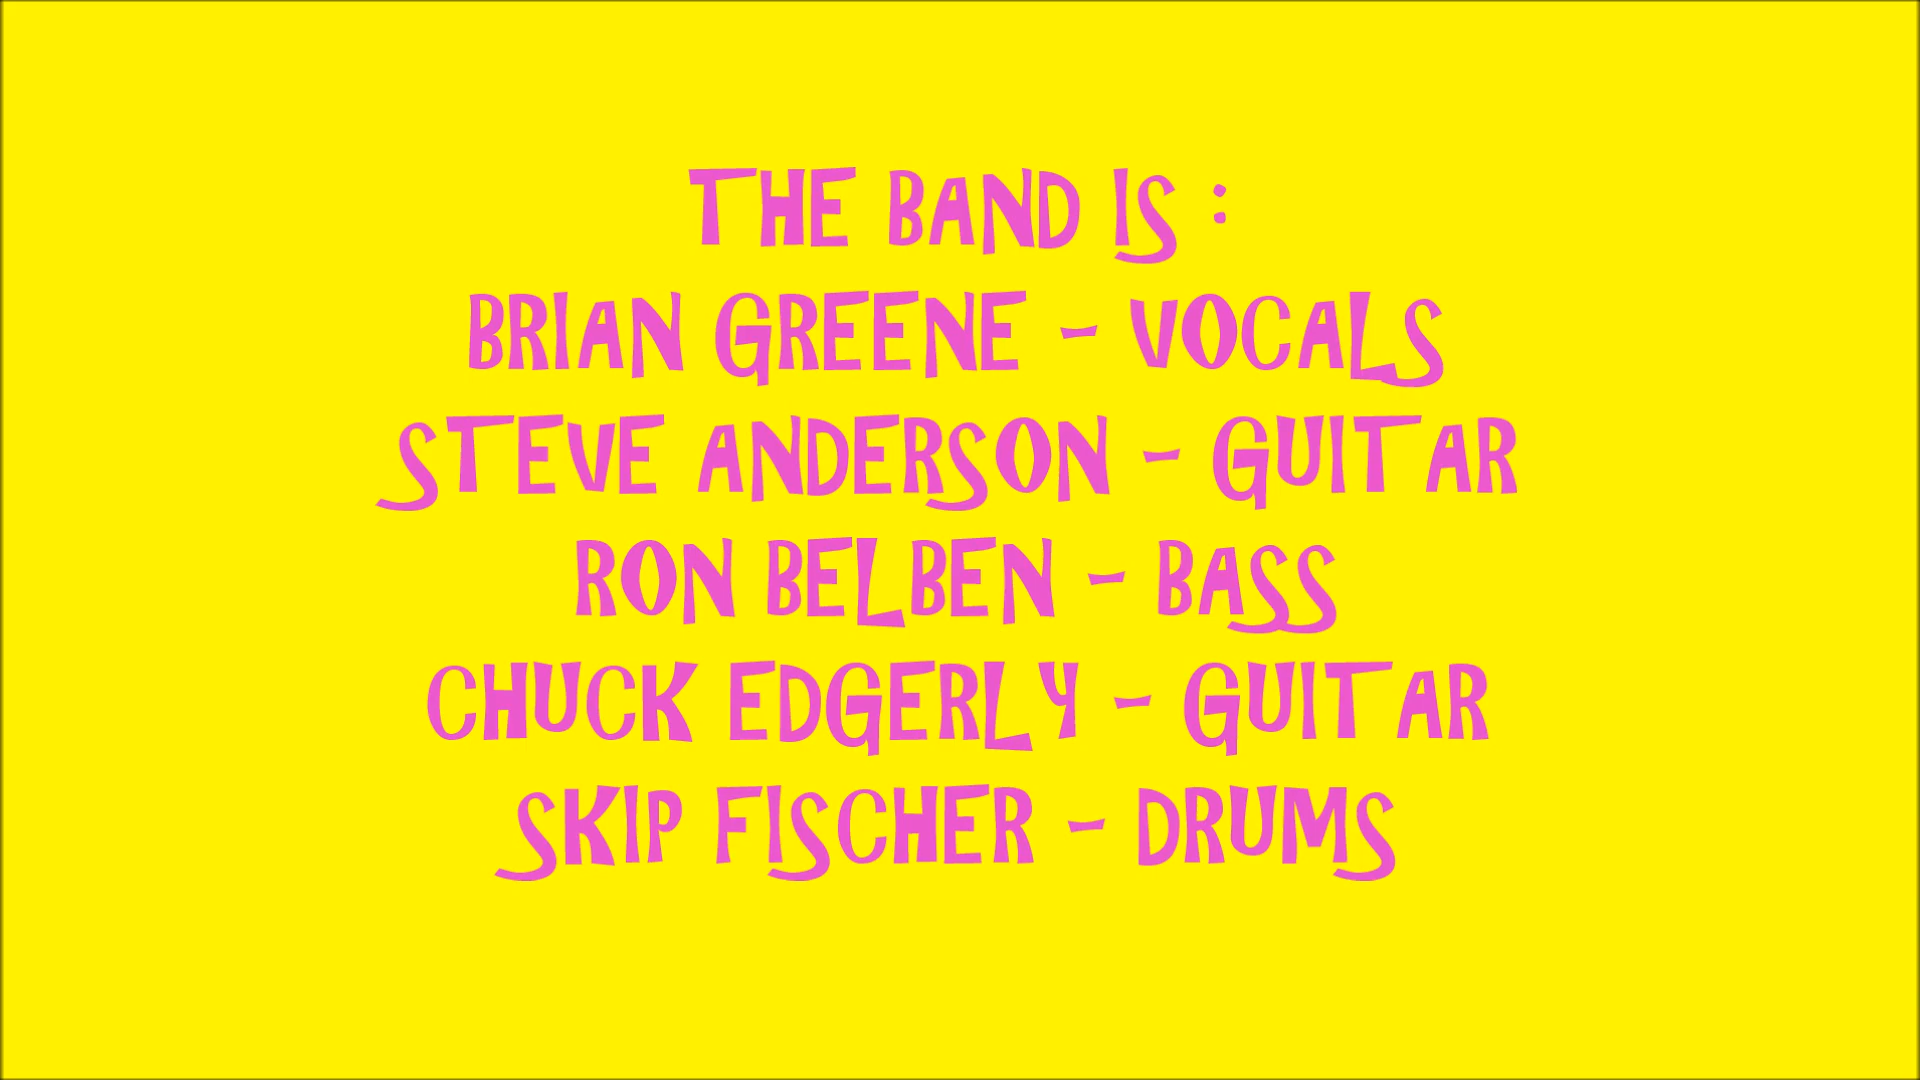 THE BAND IS :
BRIAN GREENE - VOCALS
STEVE ANDERSON - GUITAR
RON BELBEN - BASS
CHUCK EDGERLY - GUITAR
SKIP FISCHER - DRUMS